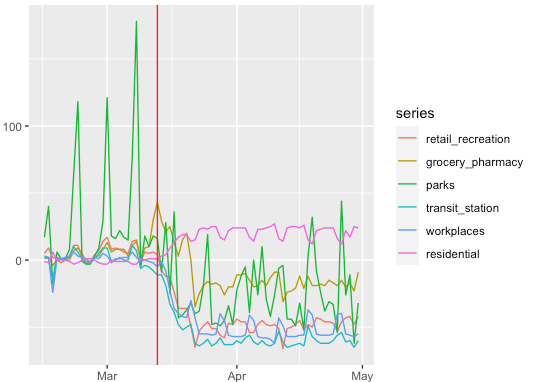 100
0
Mar
Apr
May
series
retail_recreation
grocery_pharmacy
parks
transit_station
workplaces
residential